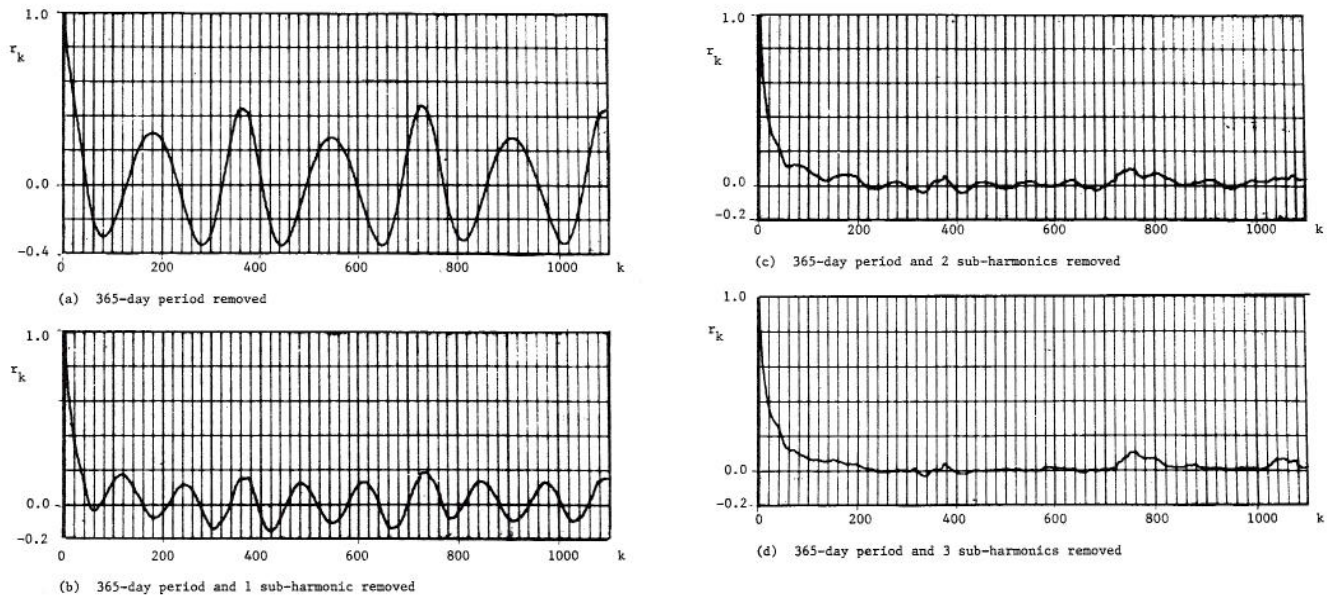 1.0
r_k
0.0
-0.4
0 200 400 600 800 1000 k
(a) 365-day period removed
1.0
r_k
0.0
-0.2
0 200 400 600 800 1000 k
(b) 365-day period and 1 sub-harmonic removed
1.0
r_k
0.0
-0.2
0 200 400 600 800 1000 k
(c) 365-day period and 2 sub-harmonics removed
1.0
r_k
0.0
-0.2
0 200 400 600 800 1000 k
(d) 365-day period and 3 sub-harmonics removed